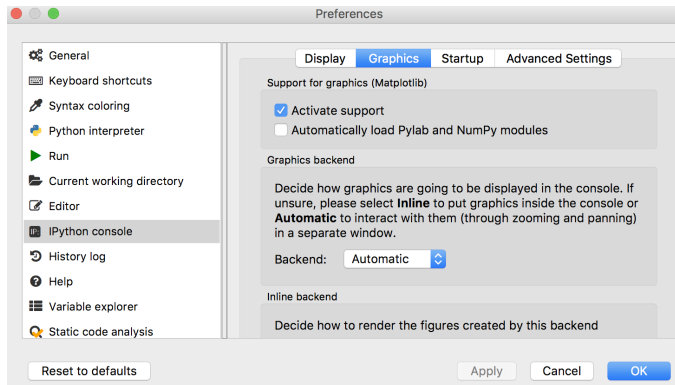 Preferences
General
Keyboard shortcuts
Syntax coloring
Python interpreter
Run
Current working directory
Editor
IP: IPython console
History log
Help
Variable explorer
Static code analysis
Display Graphics Startup Advanced Settings
Support for graphics (Matplotlib)
Activate support
Automatically load Pylab and NumPy modules
Graphics backend
Decide how graphics are going to be displayed in the console. If
unsure, please select Inline to put graphics inside the console or
Automatic to interact with them (through zooming and panning)
in a separate window.
Backend: Automatic
Inline backend
Decide how to render the figures created by this backend
Reset to defaults Apply Cancel OK